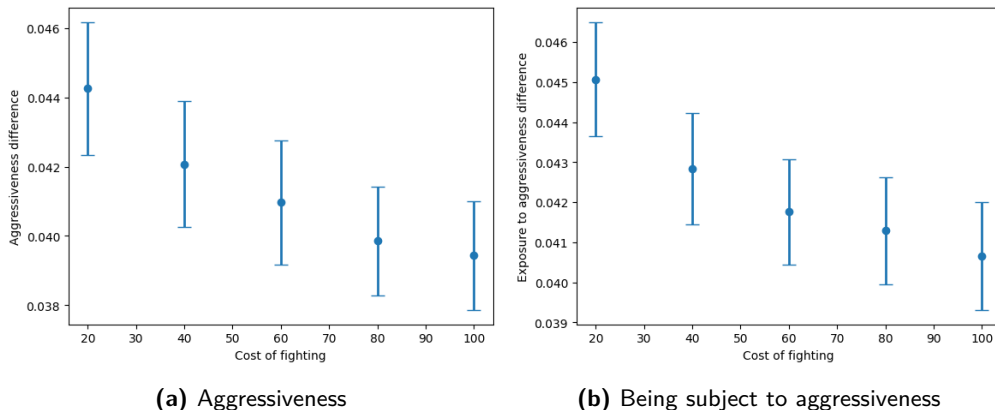 Aggressiveness difference
0.046
0.044
0.042
0.040
0.038
20 30 40 50 60 70 80 90 100
Cost of fighting
(a) Aggressiveness
Exposure to aggressiveness difference
0.046
0.045
0.044
0.043
0.042
0.041
0.040
0.039
20 30 40 50 60 70 80 90 100
Cost of fighting
(b) Being subject to aggressiveness